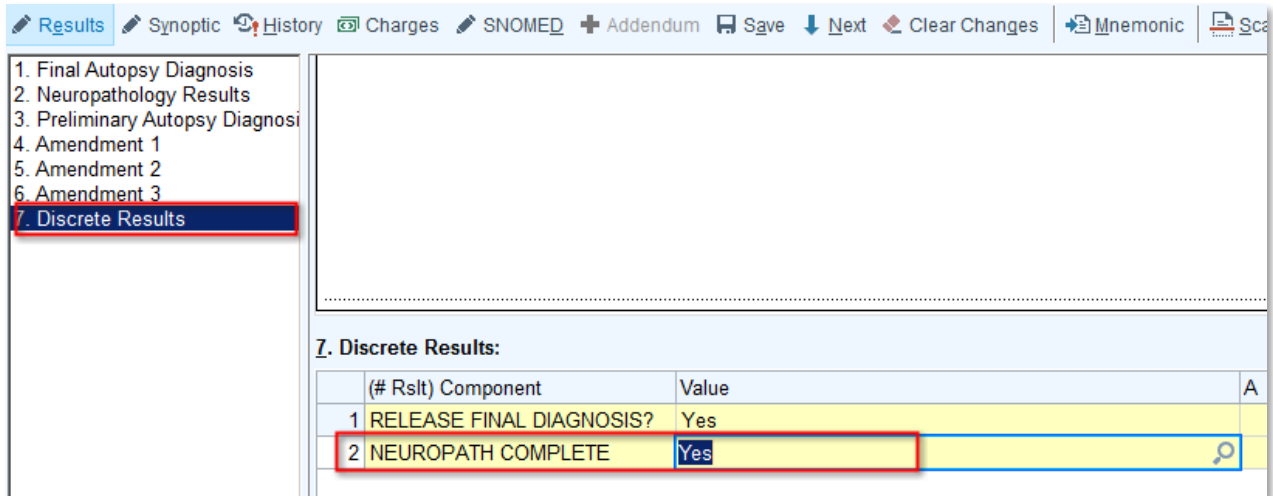 Results Synoptic History Charges SNOMED Addendum Save Next Clear Changes Mnemonic
1. Final Autopsy Diagnosis
2. Neuropathology Results
3. Preliminary Autopsy Diagnosi
4. Amendment 1
5. Amendment 2
6. Amendment 3
7. Discrete Results
7. Discrete Results:
(# Rslt) Component Value A
1 RELEASE FINAL DIAGNOSIS? Yes
2 NEUROPATH COMPLETE Yes